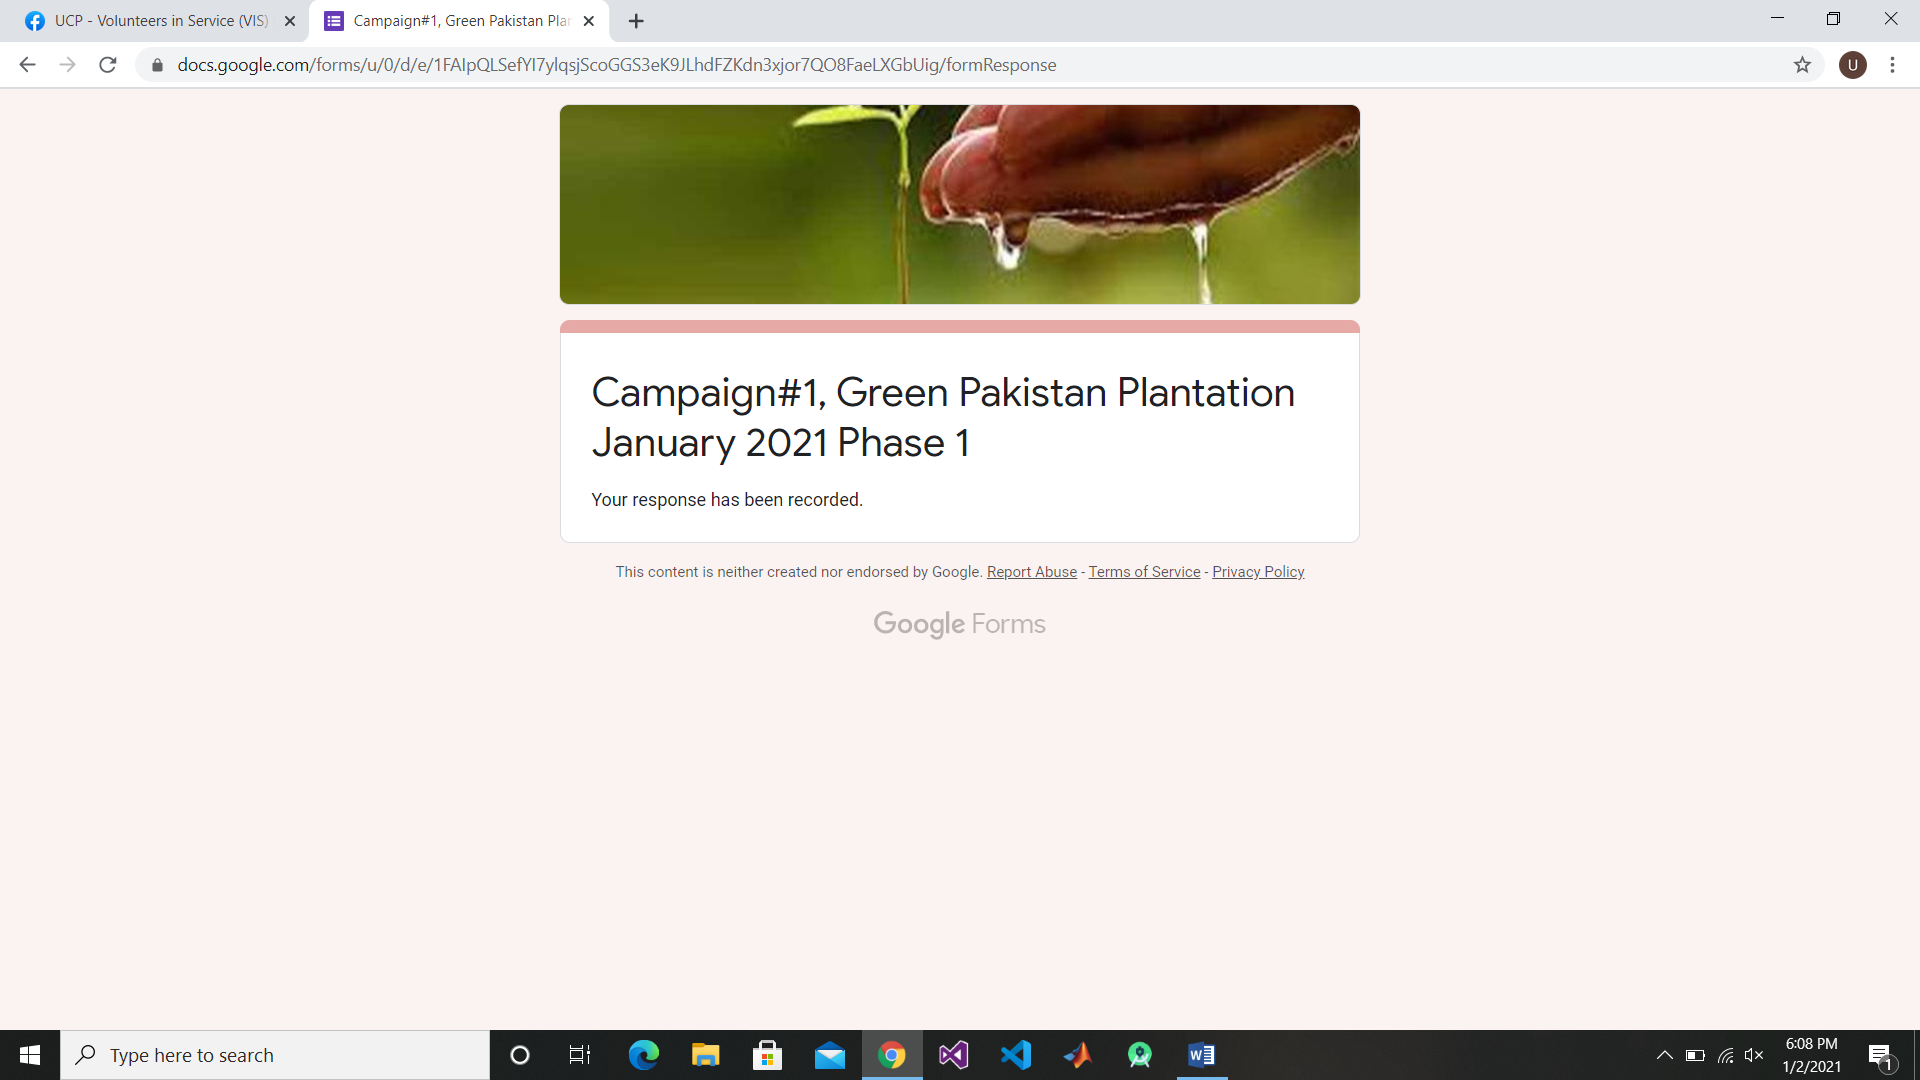 UCP - Volunteers in Service (VIS)
Campaign#1, Green Pakistan Plan
docs.google.com/forms/u/0/d/e/1FAIpQLSefYI7ylqsjScoGGS3eK9JLhdFZKdn3xjor7QO8FaeLXGbUig/formResponse
U
Campaign#1, Green Pakistan Plantation
January 2021 Phase 1
Your response has been recorded.
This content is neither created nor endorsed by Google. Report Abuse - Terms of Service - Privacy Policy
Google Forms
Type here to search
6:08 PM
1/2/2021
1